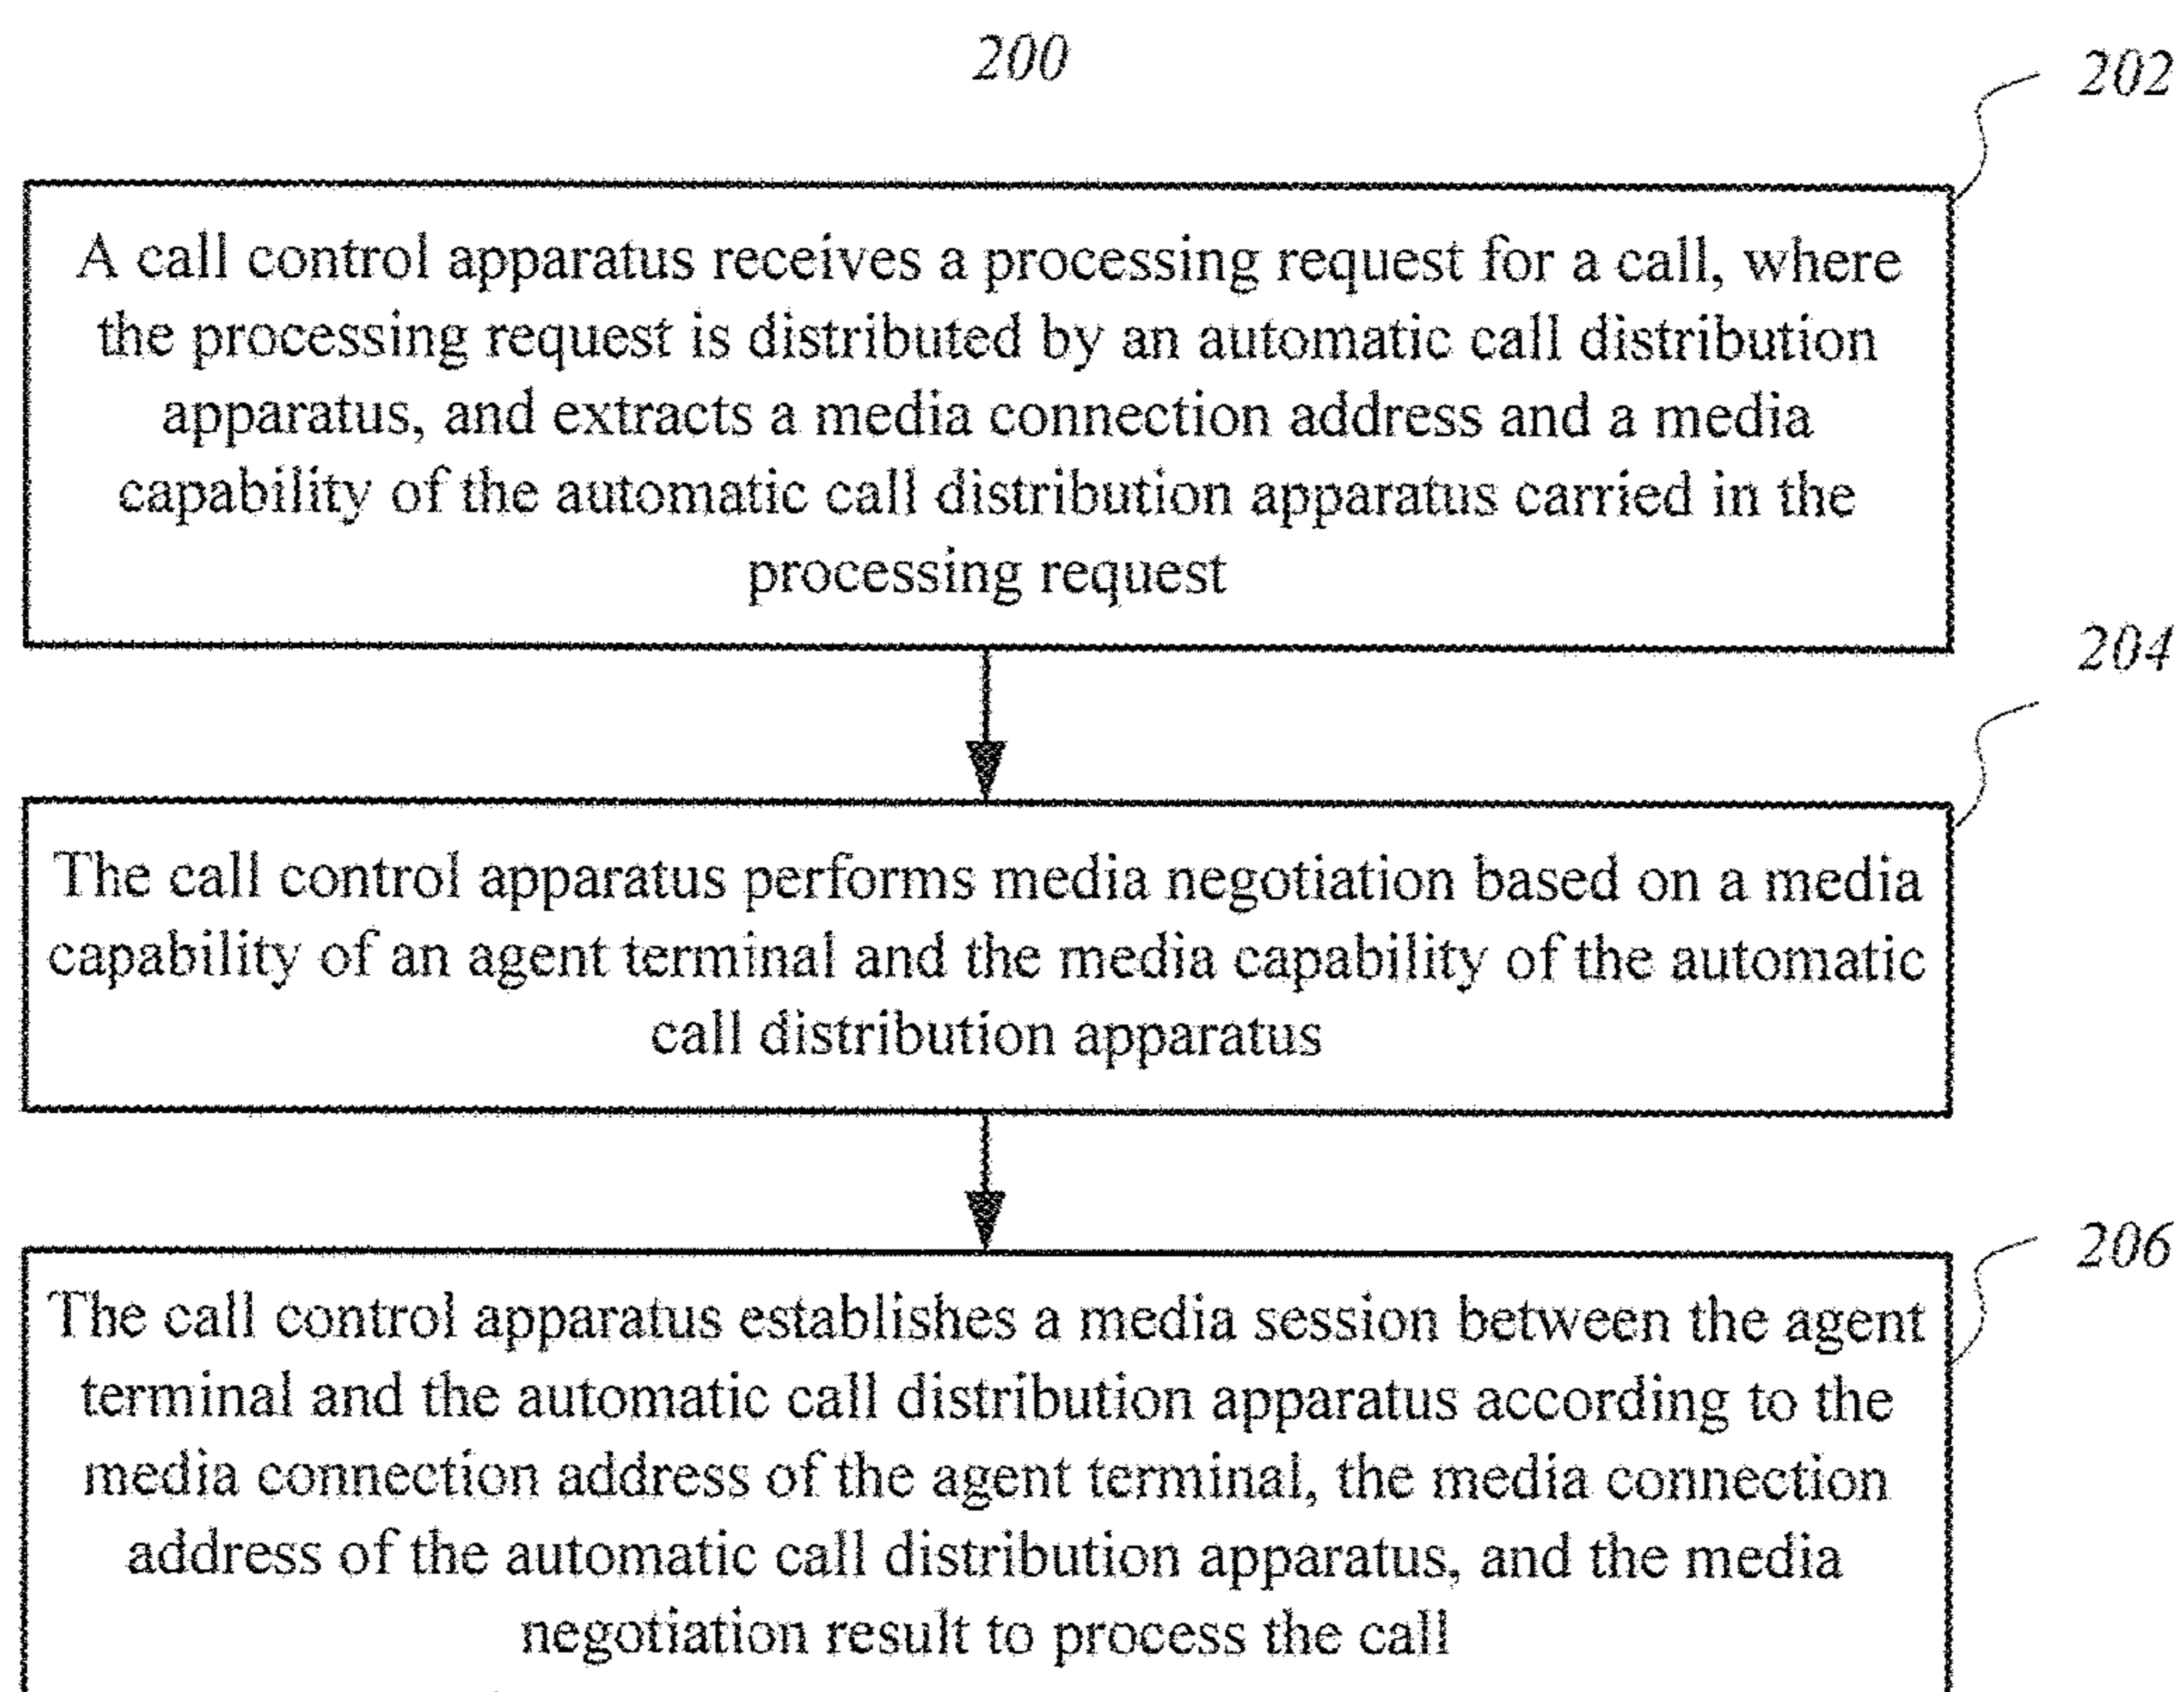 200
202
A call control apparatus receives a processing request for a call, where
the processing request is distributed by an automatic call distribution
apparatus, and extracts a media connection address and a media
capability of the automatic call distribution apparatus carried in the
processing request
204
The call control apparatus performs media negotiation based on a media
capability of an agent terminal and the media capability of the automatic
call distribution apparatus
206
The call control apparatus establishes a media session between the agent
terminal and the automatic call distribution apparatus according to the
media connection address of the agent terminal, the media connection
address of the automatic call distribution apparatus, and the media
negotiation result to process the call